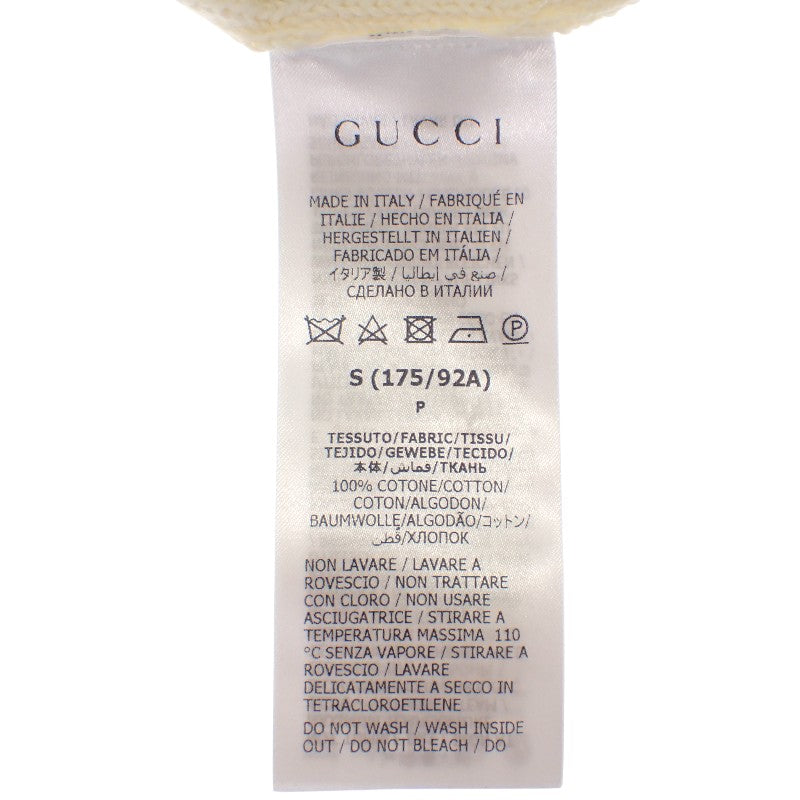 GUCCI
MADE IN ITALY / FABRIQUÉ EN
ITALIE / HECHO EN ITALIA /
HERGESTELLT IN ITALIEN /
FABRICADO EM ITÁLIA /
イタリア製 / صنع في إيطاليا /
СДЕЛАНО В ИТАЛИИ
P
S (175/92A)
P
TESSUTO/FABRIC/TISSU/
TEJIDO/GEWEBE/TECIDO/
本体/قماش/ТКАНЬ
100% COTONE/COTTON/
COTON/ALGODON/
BAUMWOLLE/ALGODÃO/コットン/
قطن/ХЛОПОК
NON LAVARE / LAVARE A
ROVESCIO / NON TRATTARE
CON CLORO / NON USARE
ASCIUGATRICE / STIRARE A
TEMPERATURA MASSIMA 110
°C SENZA VAPORE / STIRARE A
ROVESCIO / LAVARE
DELICATAMENTE A SECCO IN
TETRACLOROETILENE
DO NOT WASH / WASH INSIDE
OUT / DO NOT BLEACH / DO